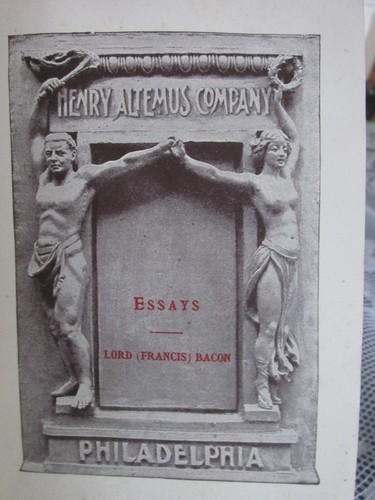 HENRY ALTEMUS COMPANY
ESSAYS
LORD (FRANCIS) BACON
PHILADELPHIA